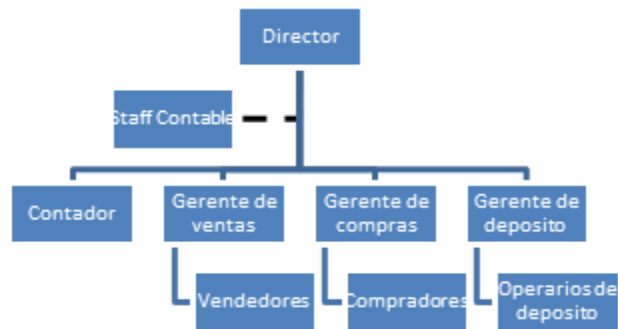 Director
Staff Contable
Contador
Gerente de
ventas
Gerente de
compras
Gerente de
deposito
Vendedores
Compradores
Operarios de
deposito